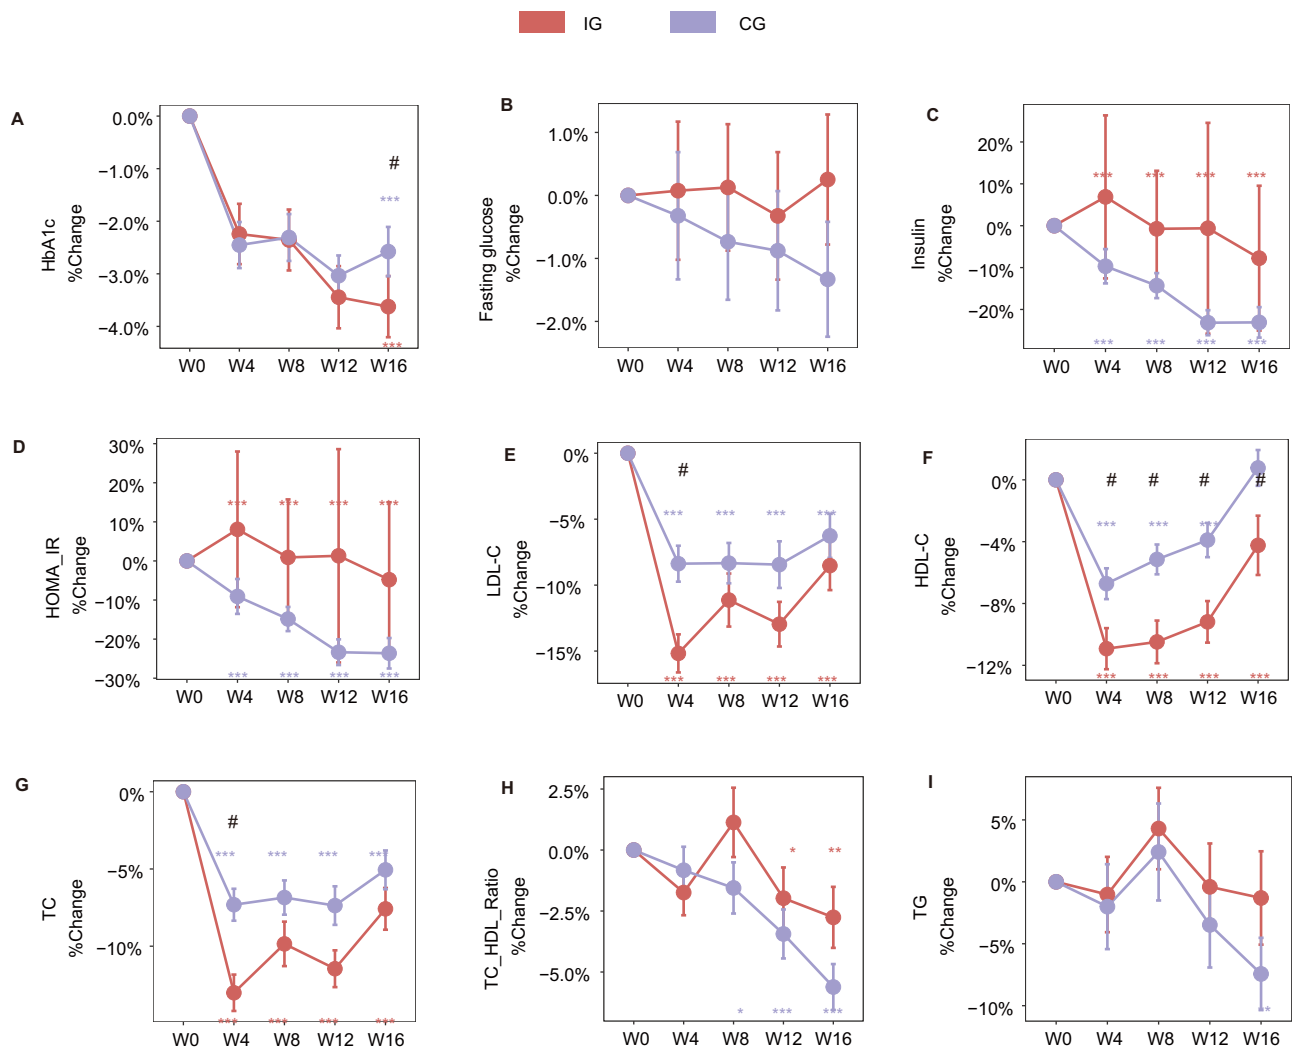 IG CG
A
HbA1c
%Change
0.0%
−1.0%
−2.0%
−3.0%
−4.0%
#
***
***
W0 W4 W8 W12 W16
B
Fasting glucose
%Change
1.0%
0.0%
−1.0%
−2.0%
W0 W4 W8 W12 W16
C
Insulin
%Change
20%
10%
0%
−10%
−20%
*** *** *** ***
*** *** *** ***
W0 W4 W8 W12 W16
D
HOMA_IR
%Change
30%
20%
10%
0%
−10%
−20%
−30%
*** *** *** ***
*** *** *** ***
W0 W4 W8 W12 W16
E
LDL-C
%Change
0%
−5%
−10%
−15%
#
*** *** *** ***
*** *** *** ***
W0 W4 W8 W12 W16
F
HDL-C
%Change
0%
−4%
−8%
−12%
# # # #
*** *** ***
*** *** *** ***
W0 W4 W8 W12 W16
G
TC
%Change
0%
−5%
−10%
#
*** *** *** ***
*** *** *** ***
W0 W4 W8 W12 W16
H
TC_HDL_Ratio
%Change
2.5%
0.0%
−2.5%
−5.0%
* **
* *** ***
W0 W4 W8 W12 W16
I
TG
%Change
5%
0%
−5%
−10%
**
W0 W4 W8 W12 W16